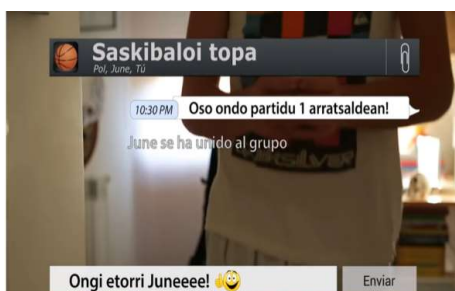 Saskibaloi topa
Pol, June, Tú
10:30 PM Oso ondo partidu 1 arratsaldean!
June se ha unido al grupo
Ongi etorri Juneeee!
Enviar